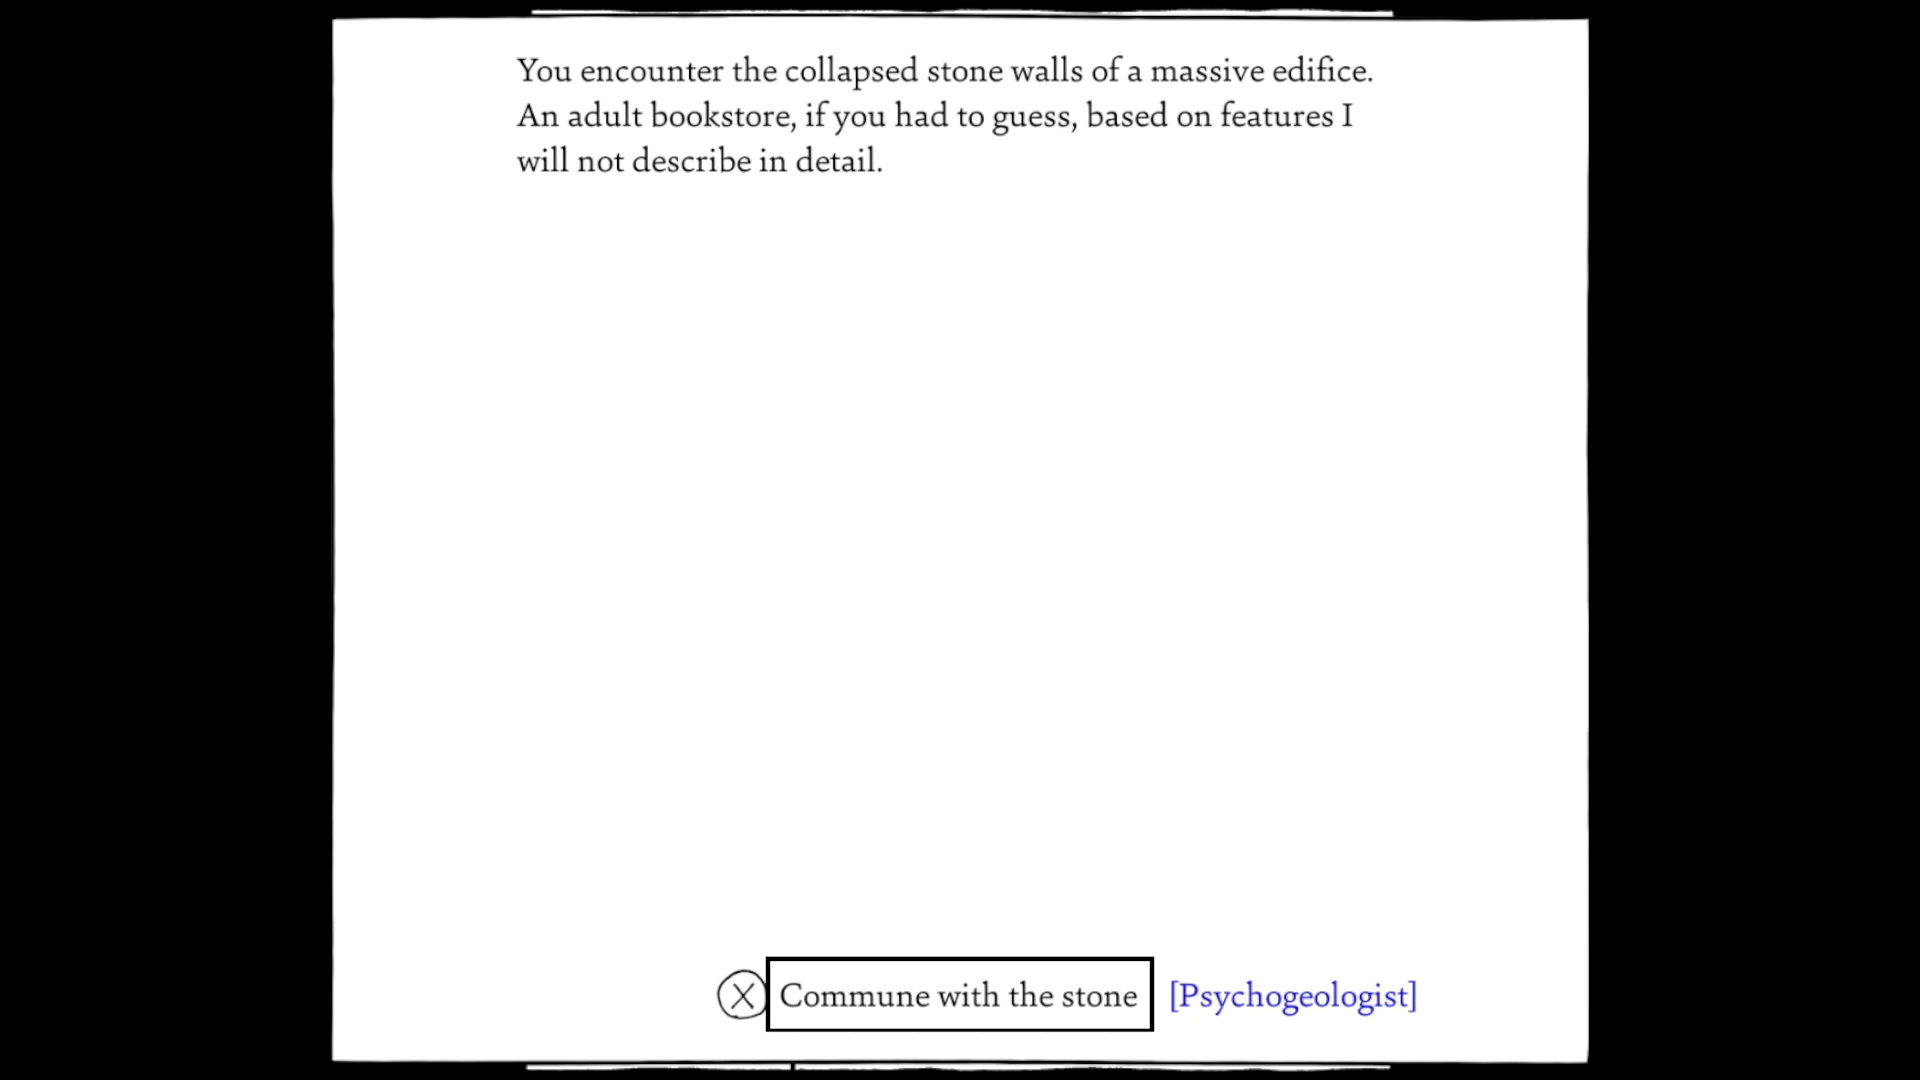 You encounter the collapsed stone walls of a massive edifice.
An adult bookstore, if you had to guess, based on features I
will not describe in detail.
X Commune with the stone [Psychogeologist]